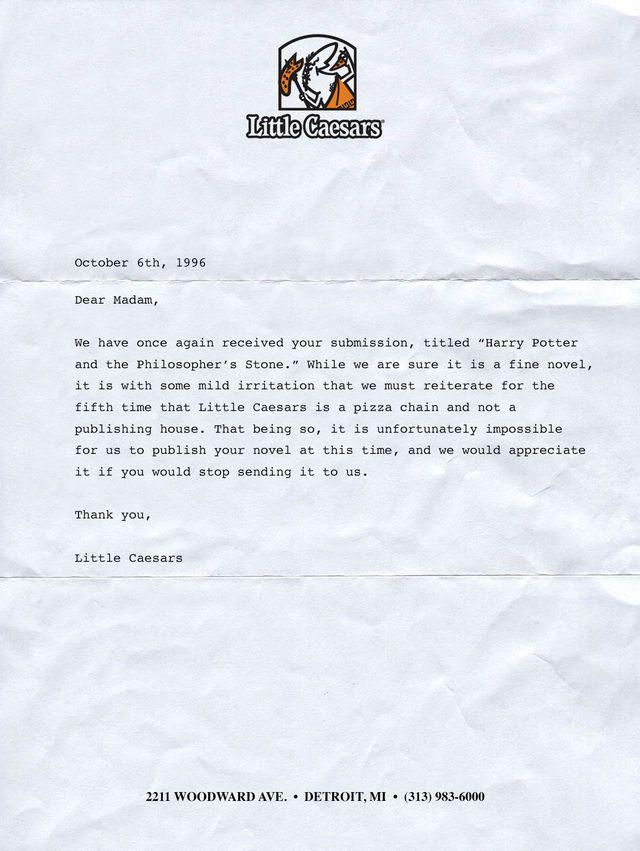 Little Caesars
October 6th, 1996
Dear Madam,
We have once again received your submission, titled “Harry Potter
and the Philosopher’s Stone.” While we are sure it is a fine novel,
it is with some mild irritation that we must reiterate for the
fifth time that Little Caesars is a pizza chain and not a
publishing house. That being so, it is unfortunately impossible
for us to publish your novel at this time, and we would appreciate
it if you would stop sending it to us.
Thank you,
Little Caesars
2211 WOODWARD AVE. • DETROIT, MI • (313) 983-6000